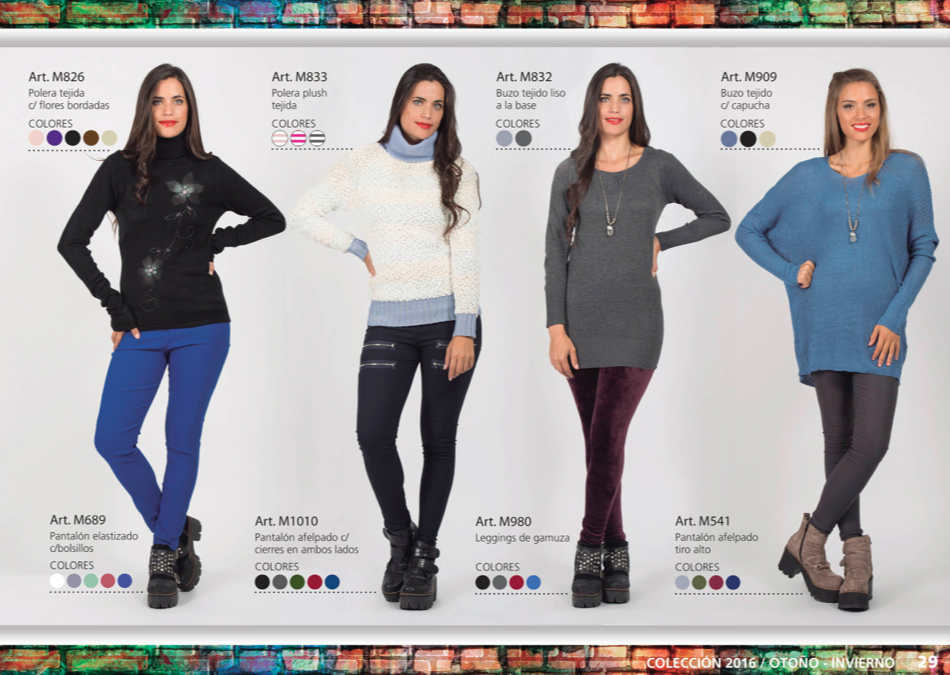 Art. M826
Polera tejida
c/ flores bordadas
COLORES
Art. M833
Polera plush
tejida
COLORES
Art. M832
Buzo tejido liso
a la base
COLORES
Art. M909
Buzo tejido
c/ capucha
COLORES
Art. M689
Pantalón elastizado
c/bolsillos
COLORES
Art. M1010
Pantalón afelpado c/
cierres en ambos lados
COLORES
Art. M980
Leggings de gamuza
COLORES
Art. M541
Pantalón afelpado
tiro alto
COLORES
COLECCIÓN 2016 / OTOÑO - INVIERNO 29